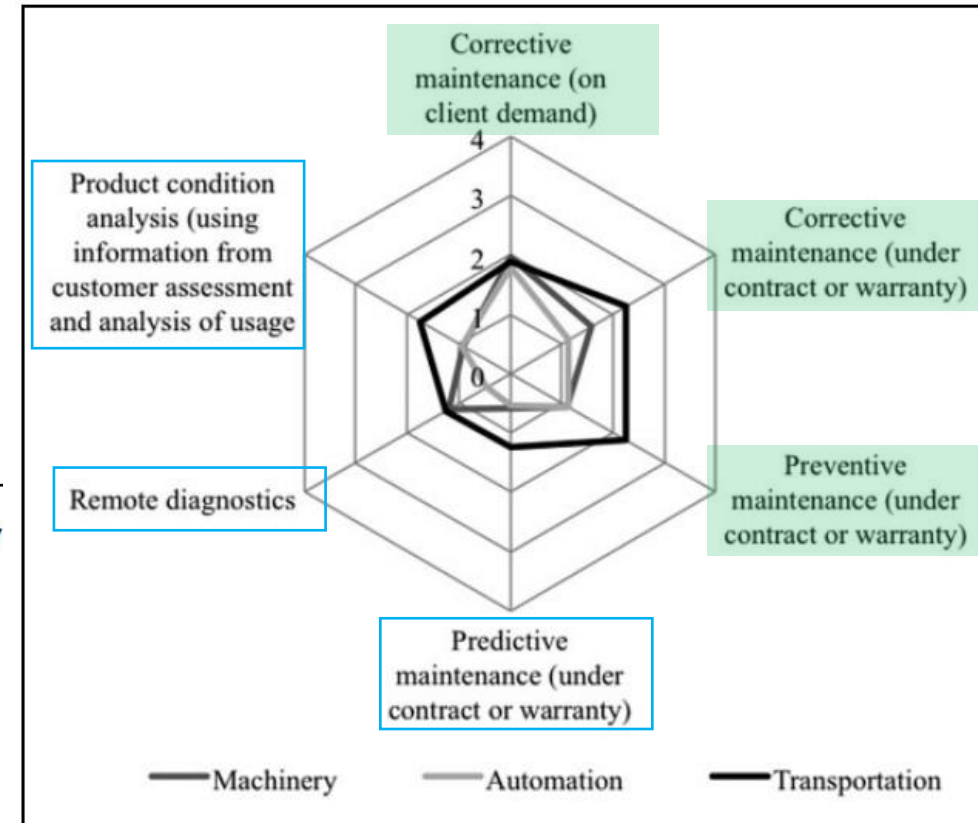 Corrective
maintenance (on
client demand)
4
3
2
1
0
Corrective
maintenance (under
contract or warranty)
Preventive
maintenance (under
contract or warranty)
Predictive
maintenance (under
contract or warranty)
Remote diagnostics
Product condition
analysis (using
information from
customer assessment
and analysis of usage
Machinery
Automation
Transportation